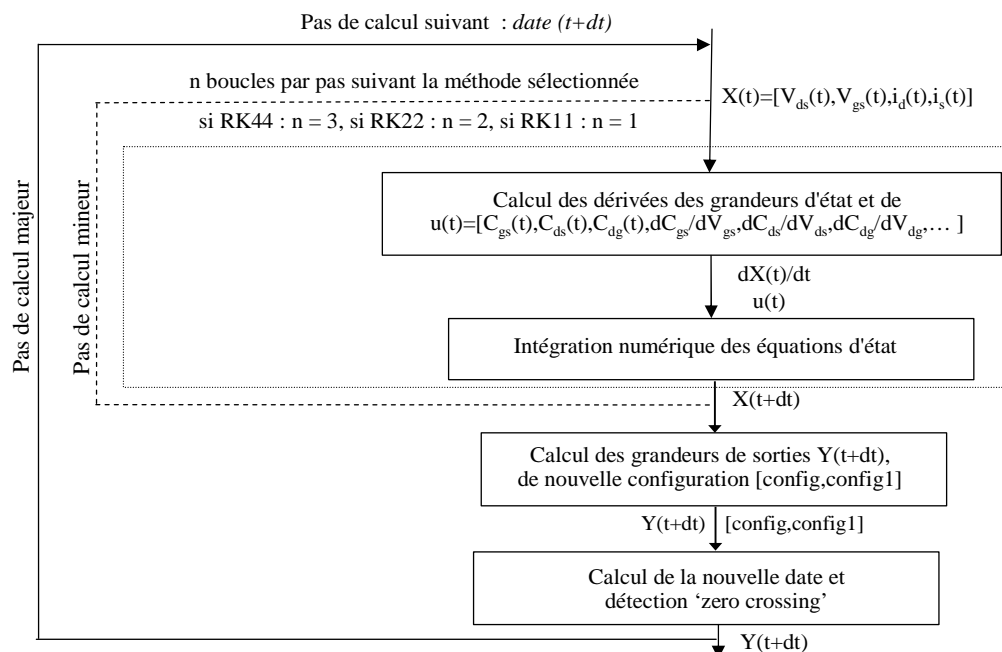 Pas de calcul suivant : date (t+dt)
n boucles par pas suivant la méthode sélectionnée
X(t)=[Vds(t),Vgs(t),id(t),is(t)]
si RK44 : n = 3, si RK22 : n = 2, si RK11 : n = 1
Pas de calcul majeur
Pas de calcul mineur
Calcul des dérivées des grandeurs d'état et de
u(t)=[Cgs(t),Cds(t),Cdg(t),dCgs/dVgs,dCds/dVds,dCdg/dVdg,… ]
dX(t)/dt
u(t)
Intégration numérique des équations d'état
X(t+dt)
Calcul des grandeurs de sorties Y(t+dt),
de nouvelle configuration [config,config1]
Y(t+dt) [config,config1]
Calcul de la nouvelle date et
détection ‘zero crossing’
Y(t+dt)